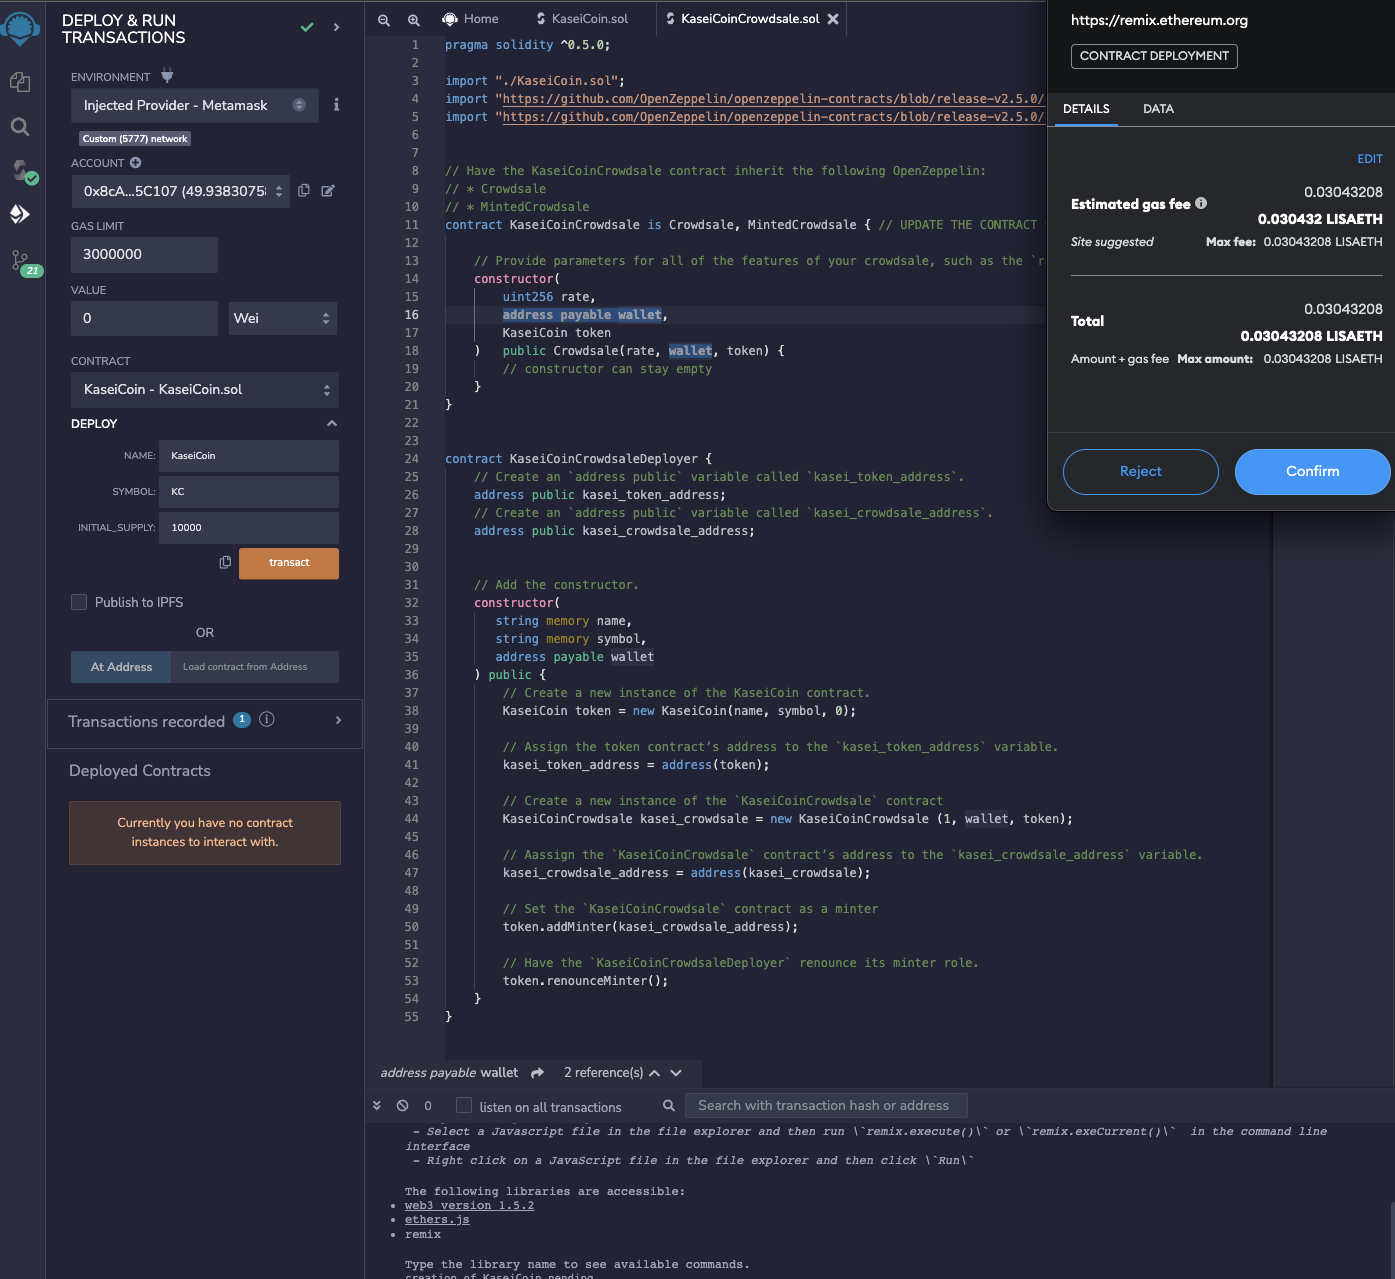 DEPLOY & RUN
TRANSACTIONS
ENVIRONMENT
Injected Provider - Metamask
Custom (5777) network
ACCOUNT
0x8cA...5C107 (49.9383075
GAS LIMIT
3000000
VALUE
0
Wei
CONTRACT
KaseiCoin - KaseiCoin.sol
DEPLOY
NAME: KaseiCoin
SYMBOL: KC
INITIAL_SUPPLY: 10000
transact
Publish to IPFS
OR
At Address Load contract from Address
Transactions recorded 1
Deployed Contracts
Currently you have no contract
instances to interact with.
21
Home KaseiCoin.sol KaseiCoinCrowdsale.sol
1 pragma solidity ^0.5.0;
2
3 import "./KaseiCoin.sol";
4 import "https://github.com/OpenZeppelin/openzeppelin-contracts/blob/release-v2.5.0/
5 import "https://github.com/OpenZeppelin/openzeppelin-contracts/blob/release-v2.5.0/
6
7
8 // Have the KaseiCoinCrowdsale contract inherit the following OpenZeppelin:
9 // * Crowdsale
10 // * MintedCrowdsale
11 contract KaseiCoinCrowdsale is Crowdsale, MintedCrowdsale { // UPDATE THE CONTRACT
12
13 // Provide parameters for all of the features of your crowdsale, such as the `r
14 constructor(
15 uint256 rate,
16 address payable wallet,
17 KaseiCoin token
18 ) public Crowdsale(rate, wallet, token) {
19 // constructor can stay empty
20 }
21 }
22
23
24 contract KaseiCoinCrowdsaleDeployer {
25 // Create an `address public` variable called `kasei_token_address`.
26 address public kasei_token_address;
27 // Create an `address public` variable called `kasei_crowdsale_address`.
28 address public kasei_crowdsale_address;
29
30
31 // Add the constructor.
32 constructor(
33 string memory name,
34 string memory symbol,
35 address payable wallet
36 ) public {
37 // Create a new instance of the KaseiCoin contract.
38 KaseiCoin token = new KaseiCoin(name, symbol, 0);
39
40 // Assign the token contract’s address to the `kasei_token_address` variable.
41 kasei_token_address = address(token);
42
43 // Create a new instance of the `KaseiCoinCrowdsale` contract
44 KaseiCoinCrowdsale kasei_crowdsale = new KaseiCoinCrowdsale (1, wallet, token);
45
46 // Aassign the `KaseiCoinCrowdsale` contract’s address to the `kasei_crowdsale_address` variable.
47 kasei_crowdsale_address = address(kasei_crowdsale);
48
49 // Set the `KaseiCoinCrowdsale` contract as a minter
50 token.addMinter(kasei_crowdsale_address);
51
52 // Have the `KaseiCoinCrowdsaleDeployer` renounce its minter role.
53 token.renounceMinter();
54 }
55 }
address payable wallet 2 reference(s)
0 listen on all transactions Search with transaction hash or address
- Select a Javascript file in the file explorer and then run \`remix.execute()\` or \`remix.exeCurrent()\` in the command line
interface
- Right click on a JavaScript file in the file explorer and then click \`Run\`
The following libraries are accessible:
• web3 version 1.5.2
• ethers.js
• remix
Type the library name to see available commands.
creation of KaseiCoin pending...
https://remix.ethereum.org
CONTRACT DEPLOYMENT
DETAILS DATA
EDIT
0.03043208
Estimated gas fee 0.030432 LISAETH
Site suggested Max fee: 0.03043208 LISAETH
0.03043208
Total 0.03043208 LISAETH
Amount + gas fee Max amount: 0.03043208 LISAETH
Reject Confirm